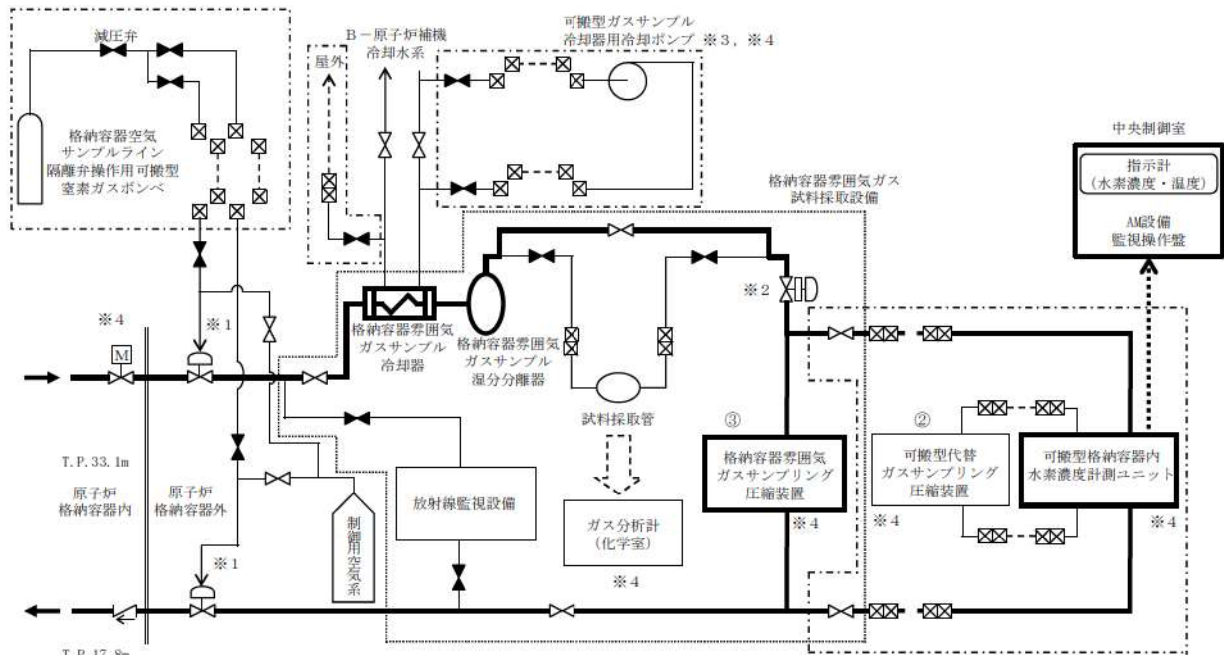 減圧弁
格納容器空気
サンプルライン
隔離弁操作用可搬型
窒素ガスボンベ
屋外
B－原子炉補機
冷却水系
可搬型ガスサンプル
冷却器用冷却ポンプ ※3，※4
格納容器雰囲気ガス
試料採取設備
中央制御室
指示計
（水素濃度・温度）
AM設備
監視操作盤
※4
M
※1
格納容器雰囲気
ガスサンプル
冷却器
格納容器雰囲気
ガスサンプル
湿分分離器
※2
試料採取管
③
格納容器雰囲気
ガスサンプリング
圧縮装置
※4
②
可搬型代替
ガスサンプリング
圧縮装置
※4
可搬型格納容器内
水素濃度計測ユニット
※4
T.P.33.1m
原子炉
格納容器内
原子炉
格納容器外
※1
制御用空気系
放射線監視設備
ガス分析計
（化学室）
※4
T.P.17.8m